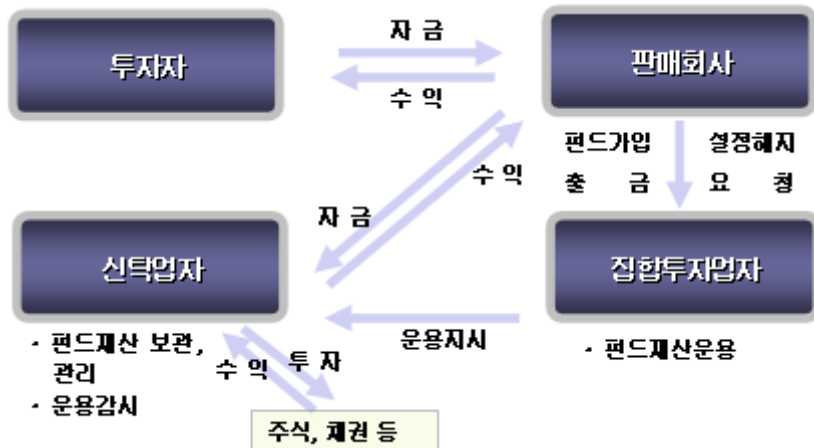 자 금
투자자
판매회사
수 익
펀드가입 설정해지
출 금 요 청
수 익
자 금
신탁업자
집합투자업자
운용지시
· 펀드재산 보관,
관리
· 운용감시
· 펀드재산운용
수 익
투 자
주식, 채권 등